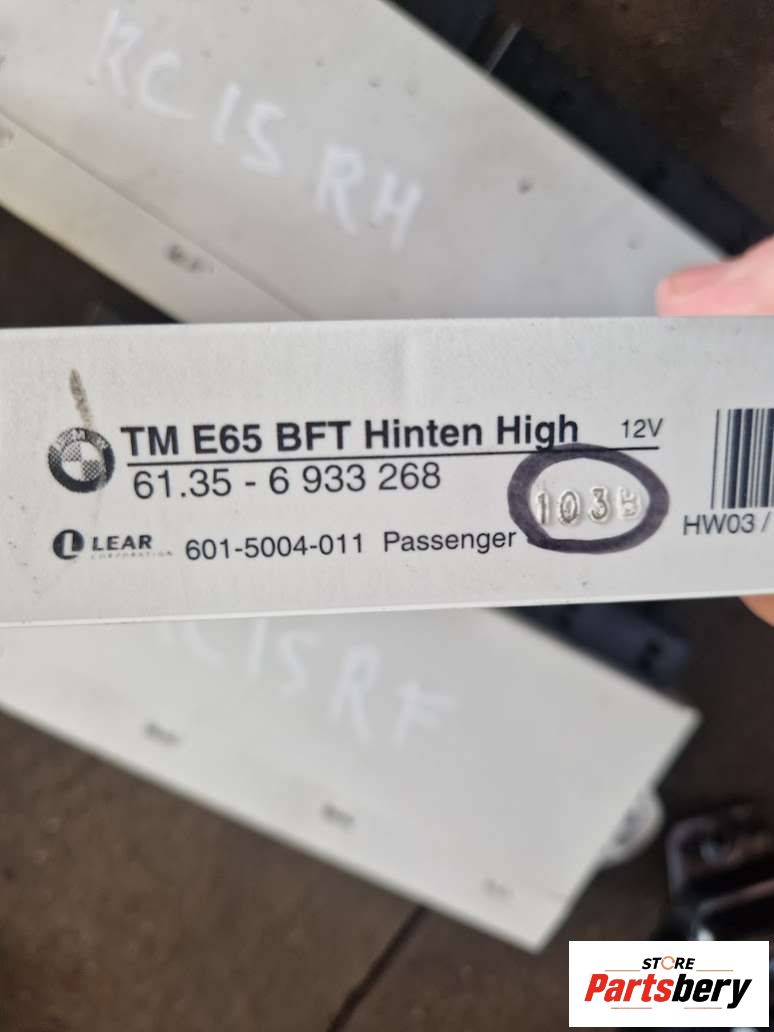 RC 15 RH
TM E65 BFT Hinten High 12V
61.35 - 6 933 268
LEAR
CORPORATION
601-5004-011 Passenger
103
HW03 /
15 RF
STORE
Partsbery